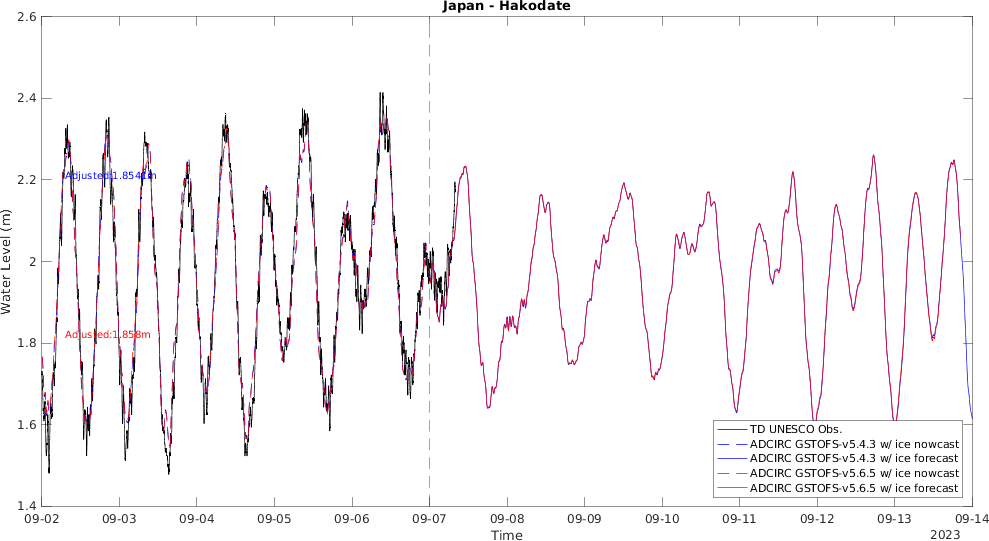 Japan - Hakodate
2.6
2.4
2.2
2
1.8
1.6
1.4
Water Level (m)
Adjusted:1.8541m
Adjusted:1.858m
TD UNESCO Obs.
ADCIRC GSTOFS-v5.4.3 w/ ice nowcast
ADCIRC GSTOFS-v5.4.3 w/ ice forecast
ADCIRC GSTOFS-v5.6.5 w/ ice nowcast
ADCIRC GSTOFS-v5.6.5 w/ ice forecast
09-02 09-03 09-04 09-05 09-06 09-07 09-08 09-09 09-10 09-11 09-12 09-13 09-14
Time
2023